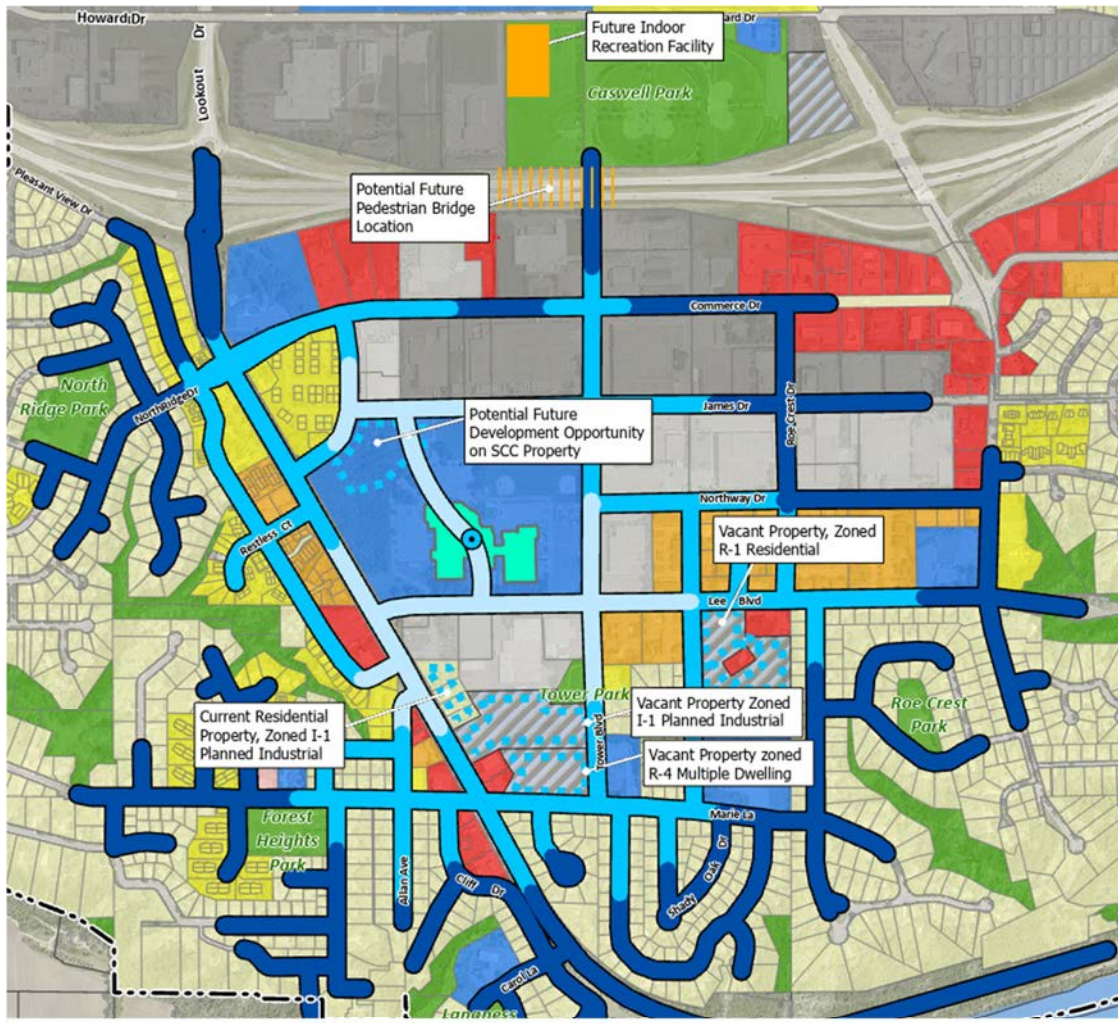 Howard Dr
ard Dr
Lookout Dr
Future Indoor
Recreation Facility
Caswell Park
Pleasant View Dr
Potential Future
Pedestrian Bridge
Location
Commerce Dr
North
Ridge Park
NorthRidgeDr
Potential Future
Development Opportunity
on SCC Property
James Dr
Roe Crest Dr
Northway Dr
Restless Ct
Vacant Property, Zoned
R-1 Residential
Lee Blvd
Current Residential
Property, Zoned I-1
Planned Industrial
Tower Park
Vacant Property Zoned
I-1 Planned Industrial
Roe Crest
Park
Tower Blvd
Vacant Property zoned
R-4 Multiple Dwelling
Marie La
Forest
Heights
Park
Allan Ave
Cliff Dr
Shady Oak Dr
Carol La
Langness